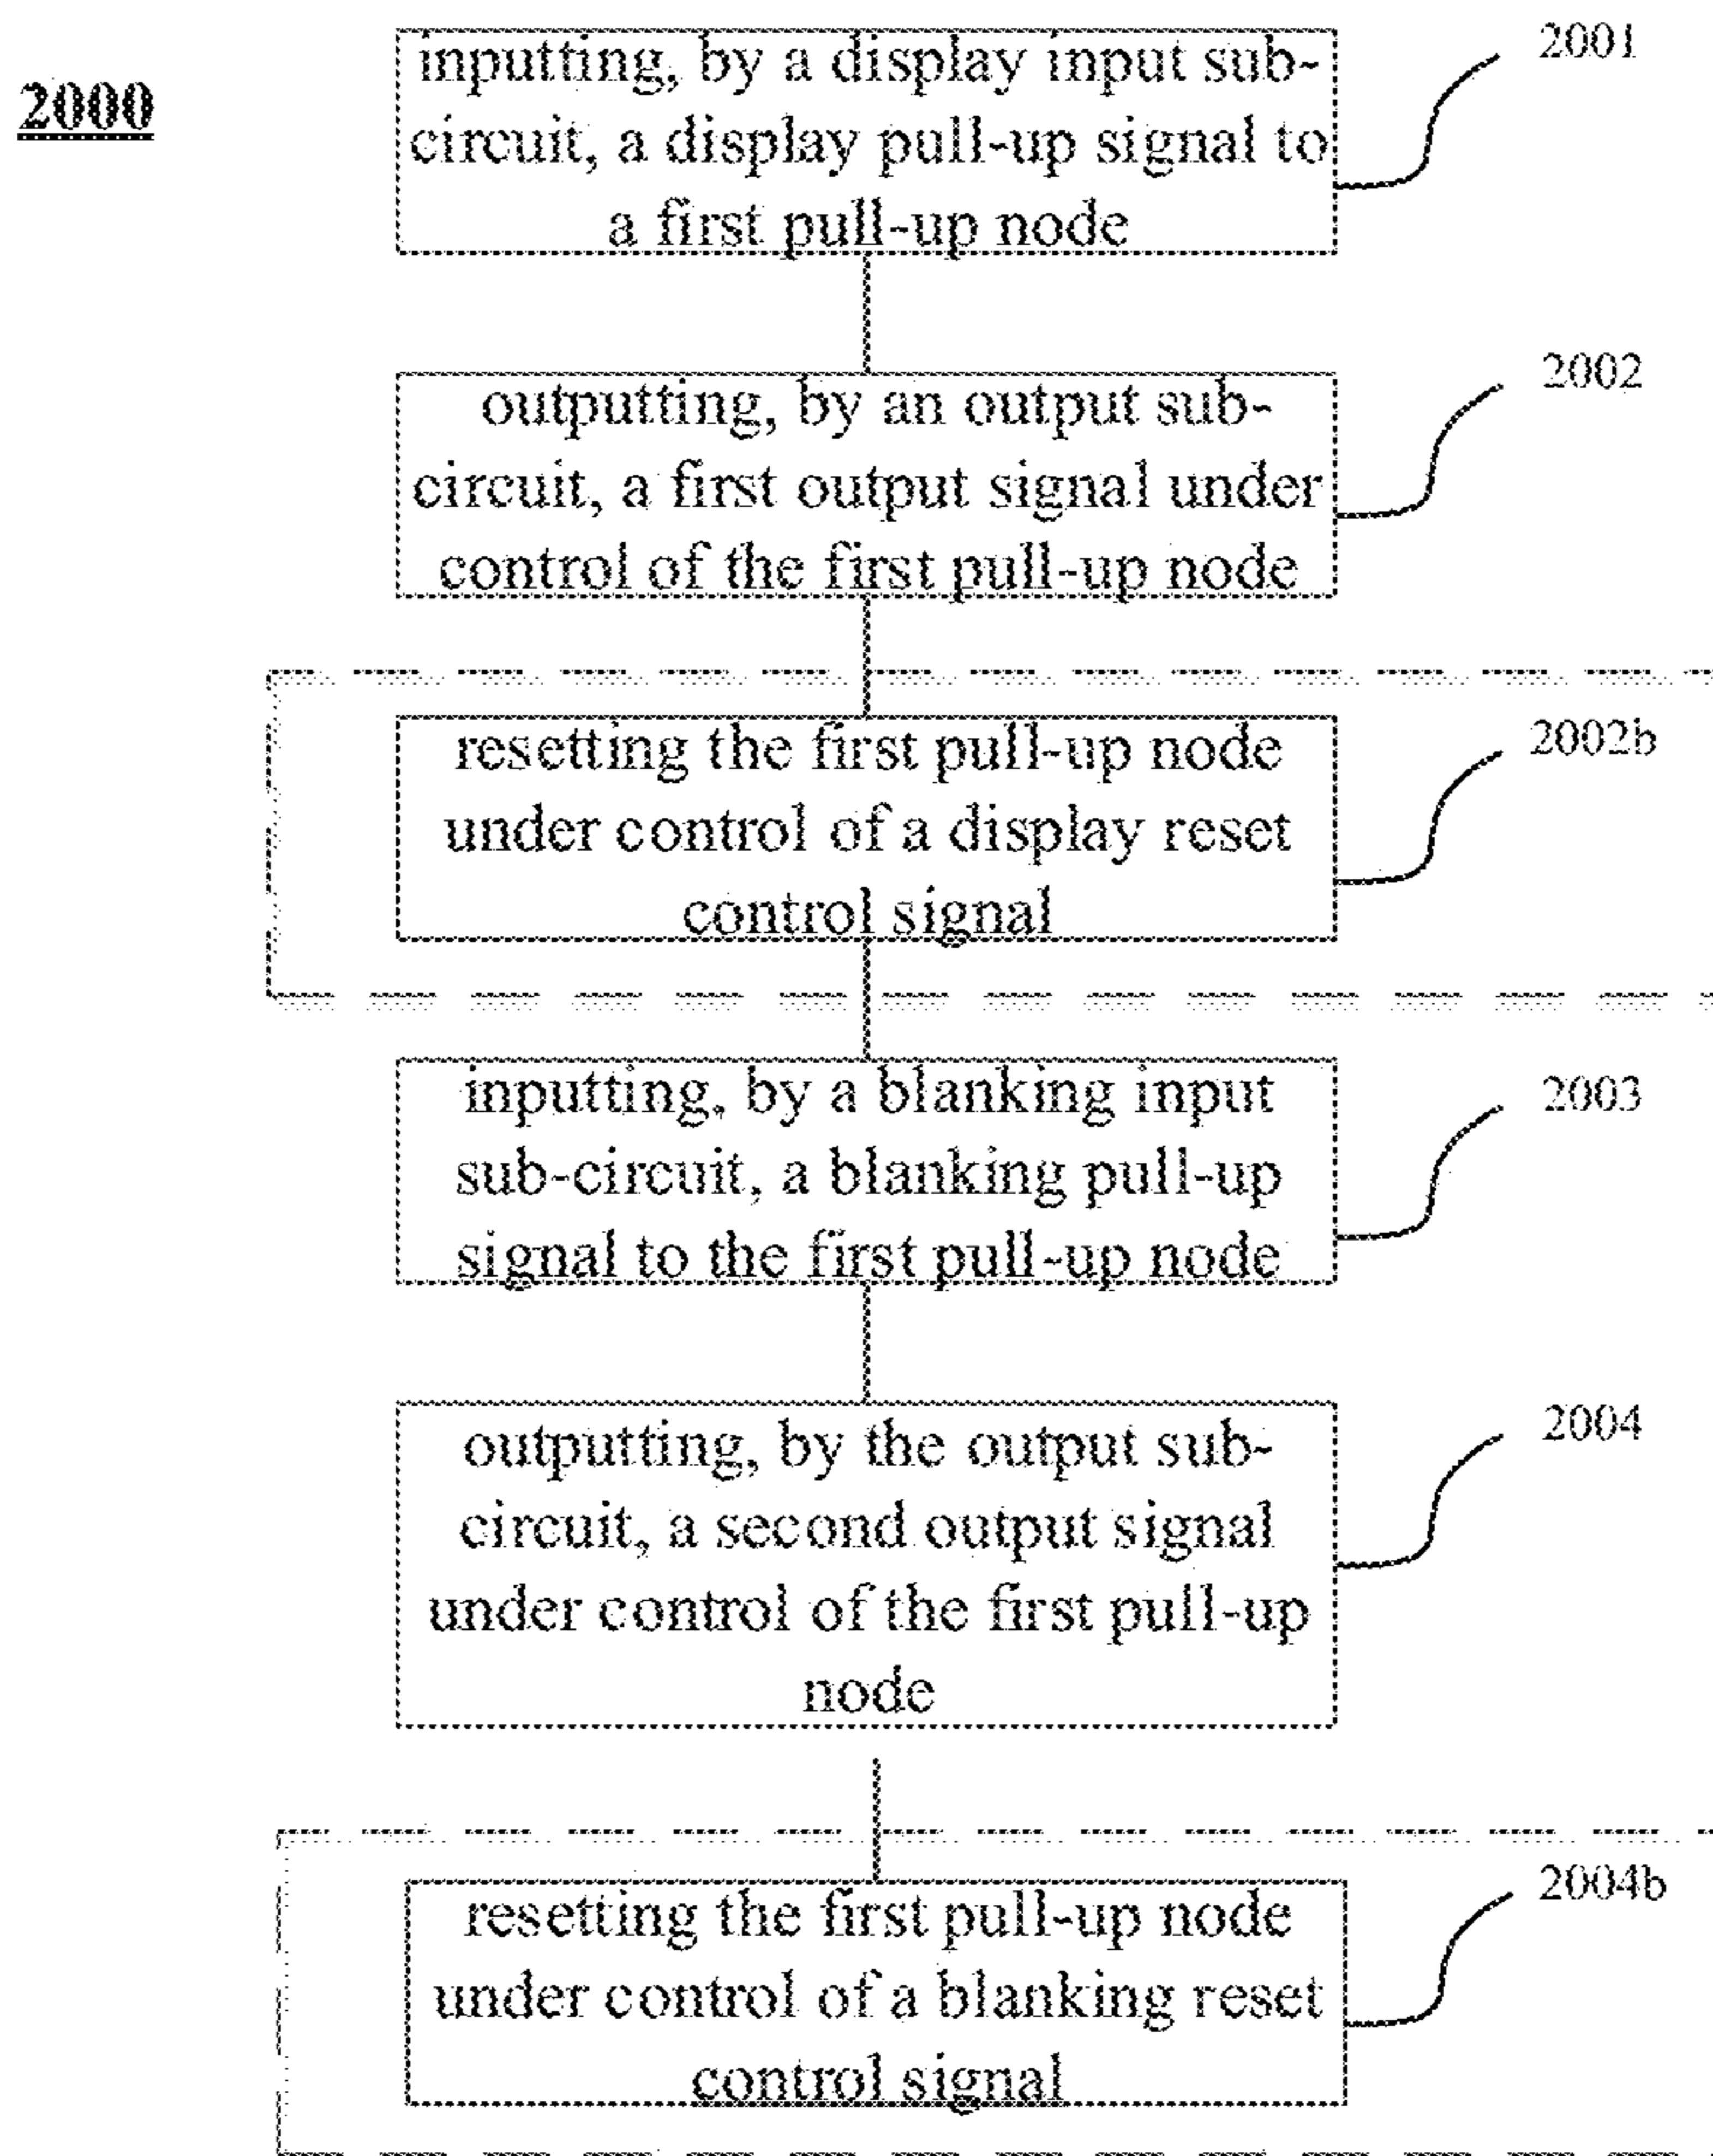 2000
inputting, by a display input sub-
circuit, a display pull-up signal to
a first pull-up node
2001
outputting, by an output sub-
circuit, a first output signal under
control of the first pull-up node
2002
resetting the first pull-up node
under control of a display reset
control signal
2002b
inputting, by a blanking input
sub-circuit, a blanking pull-up
signal to the first pull-up node
2003
outputting, by the output sub-
circuit, a second output signal
under control of the first pull-up
node
2004
resetting the first pull-up node
under control of a blanking reset
control signal
2004b